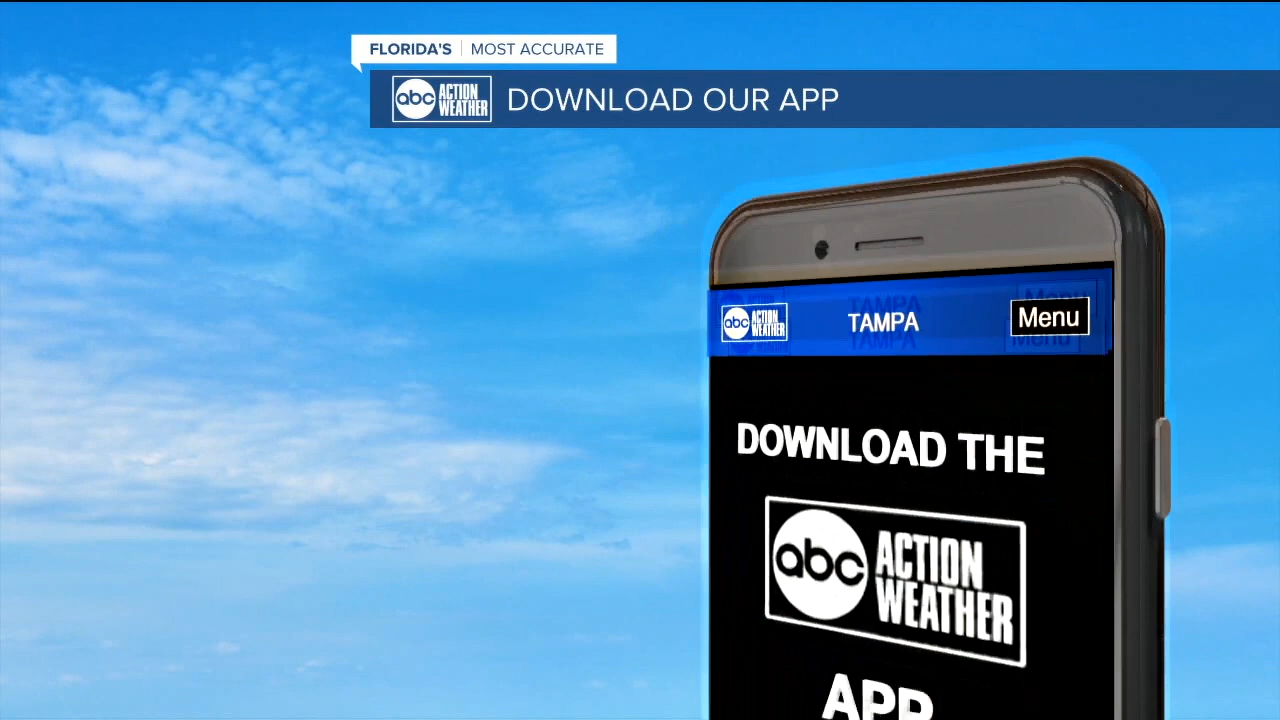 FLORIDA'S | MOST ACCURATE
abc ACTION WEATHER DOWNLOAD OUR APP
abc ACTION WEATHER TAMPA Menu
DOWNLOAD THE
abc ACTION
WEATHER
APP